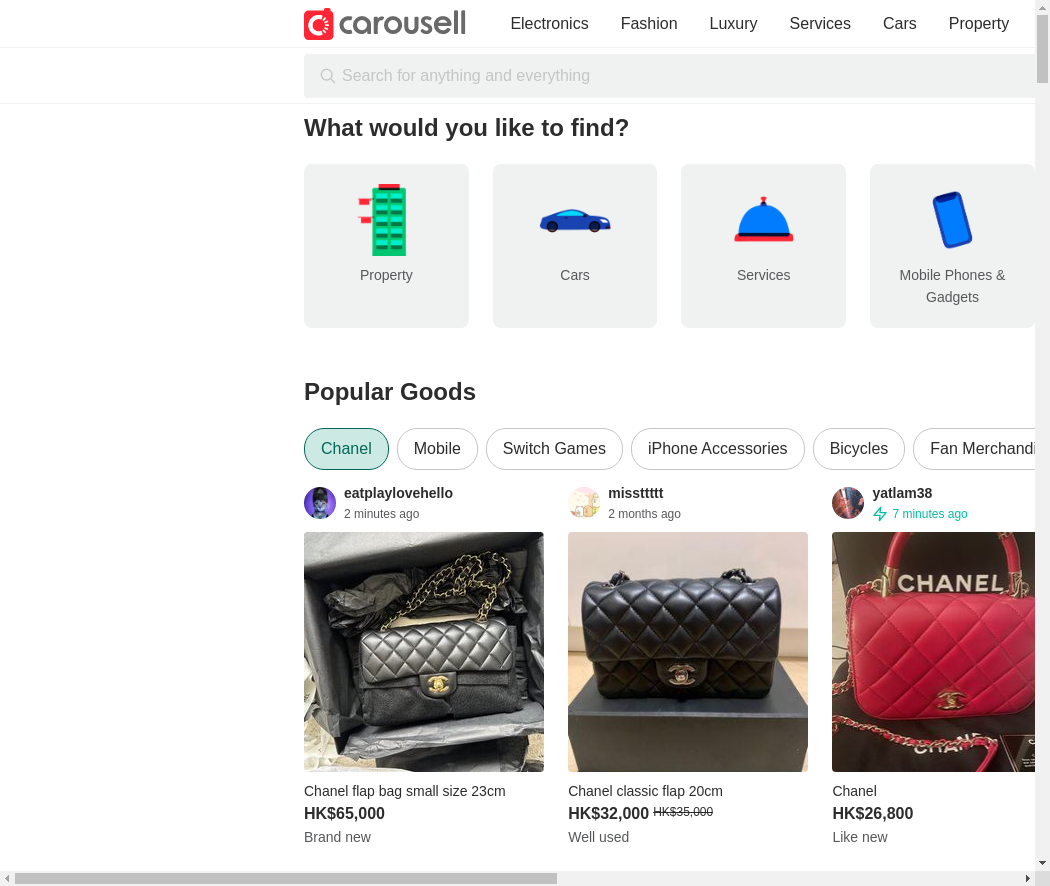 carousell
Electronics
Fashion
Luxury
Services
Cars
Property
Search for anything and everything
What would you like to find?
Property
Cars
Services
Mobile Phones &
Gadgets
Popular Goods
Chanel
Mobile
Switch Games
iPhone Accessories
Bicycles
Fan Merchandi
eatplaylovehello
2 minutes ago
missttttt
2 months ago
yatlam38
7 minutes ago
CHANEL
Chanel flap bag small size 23cm
HK$65,000
Brand new
Chanel classic flap 20cm
HK$32,000 HK$35,000
Well used
Chanel
HK$26,800
Like new